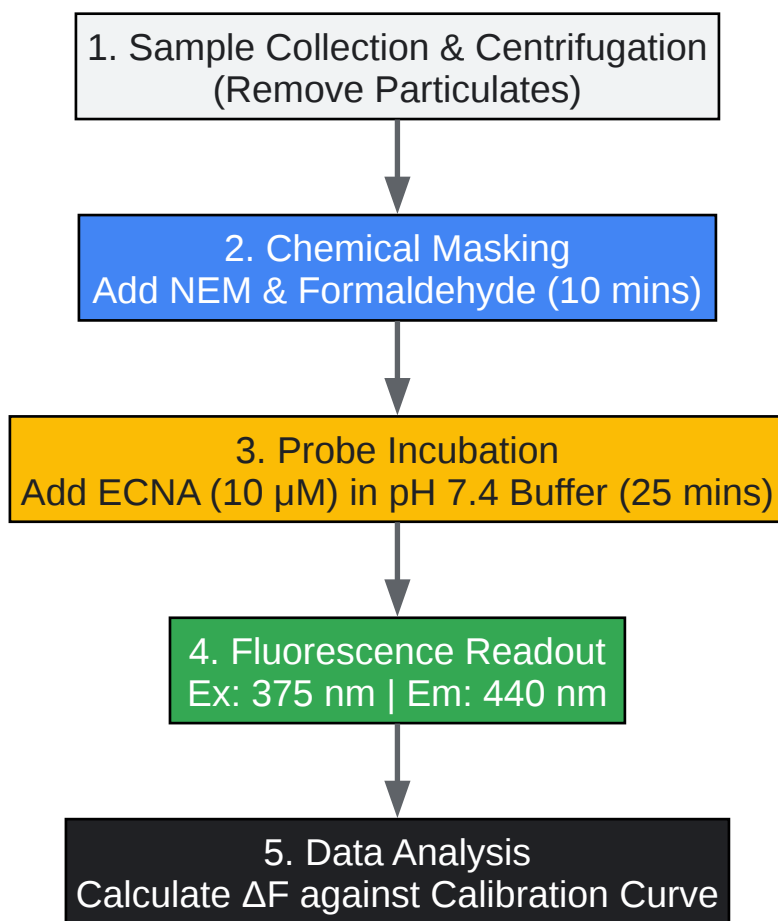 1. Sample Collection & Centrifugation
(Remove Particulates)
2. Chemical Masking
Add NEM & Formaldehyde (10 mins)
3. Probe Incubation
Add ECNA (10 μM) in pH 7.4 Buffer (25 mins)
4. Fluorescence Readout
Ex: 375 nm | Em: 440 nm
5. Data Analysis
Calculate ΔF against Calibration Curve